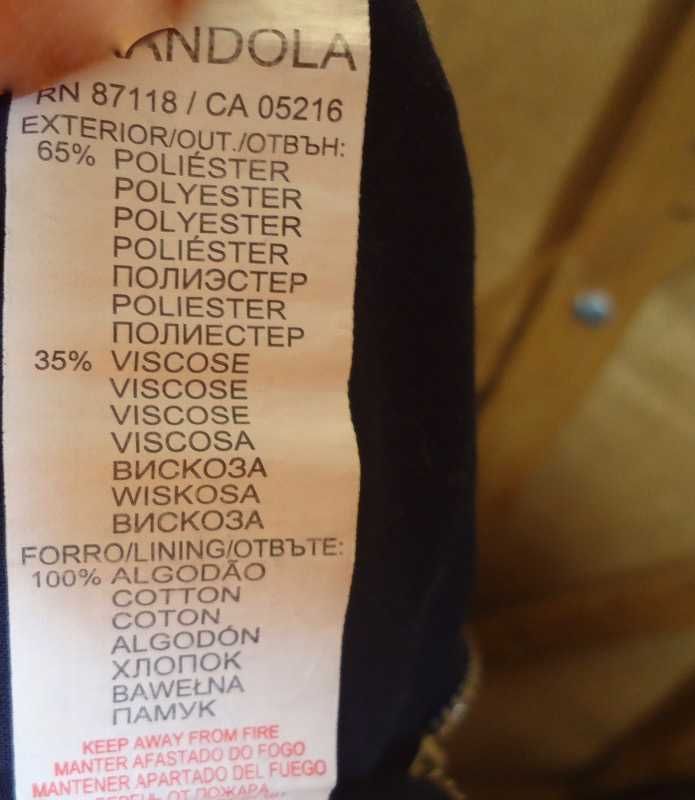 RN 87118 / CA 05216
EXTERIOR/OUT./ОТВЪН:
65% POLIÉSTER
POLYESTER
POLYESTER
POLIÉSTER
ПОЛИЭСТЕР
POLIESTER
ПОЛИЕСТЕР
35% VISCOSE
VISCOSE
VISCOSE
VISCOSA
ВИСКОЗА
WISKOSA
ВИСКОЗА
FORRO/LINING/ОТВЪТЕ:
100% ALGODÃO
COTTON
COTON
ALGODÓN
ХЛОПОК
BAWEŁNA
ПАМУК
KEEP AWAY FROM FIRE
MANTER AFASTADO DO FOGO
MANTENER APARTADO DEL FUEGO
ОТ ПОЖАРА